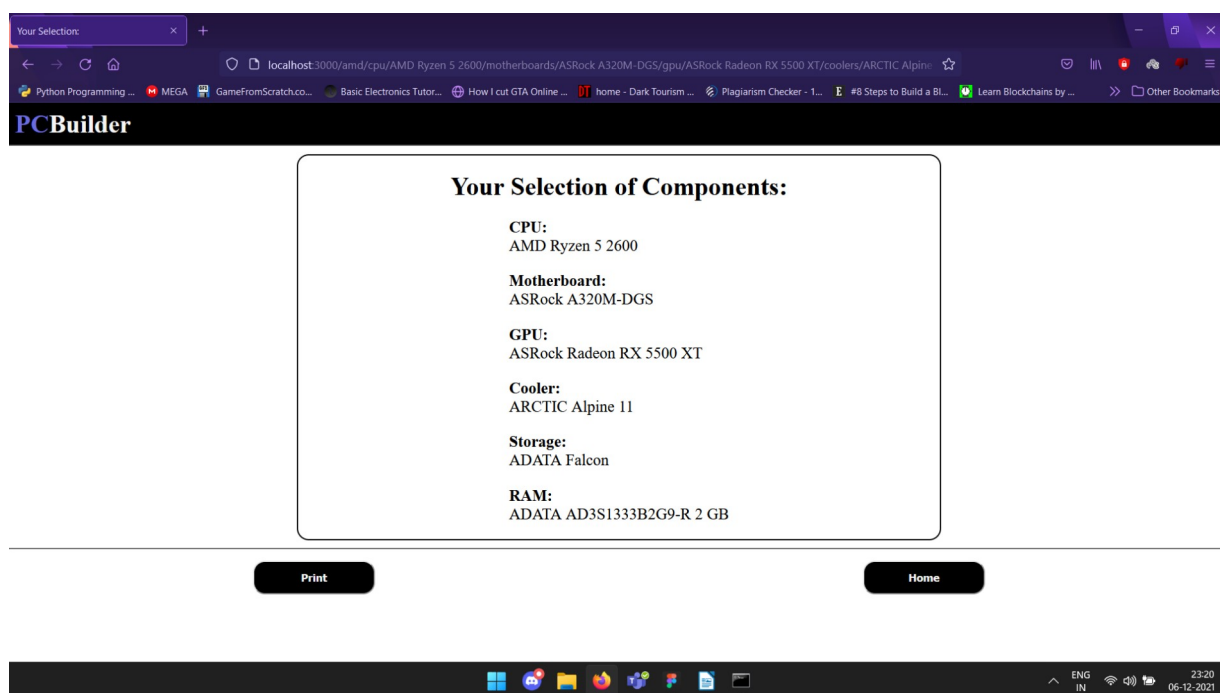 Your Selection:
localhost:3000/amd/cpu/AMD Ryzen 5 2600/motherboards/ASRock A320M-DGS/gpu/ASRock Radeon RX 5500 XT/coolers/ARCTIC Alpine
Python Programming ... MEGA GameFromScratch.co... Basic Electronics Tutor... How I cut GTA Online ... DT home - Dark Tourism ... Plagiarism Checker - 1... E #8 Steps to Build a Bl... Learn Blockchains by ... Other Bookmarks
PCBuilder
Your Selection of Components:
CPU:
AMD Ryzen 5 2600
Motherboard:
ASRock A320M-DGS
GPU:
ASRock Radeon RX 5500 XT
Cooler:
ARCTIC Alpine 11
Storage:
ADATA Falcon
RAM:
ADATA AD3S1333B2G9-R 2 GB
Print Home
ENG 23:20
IN 06-12-2021